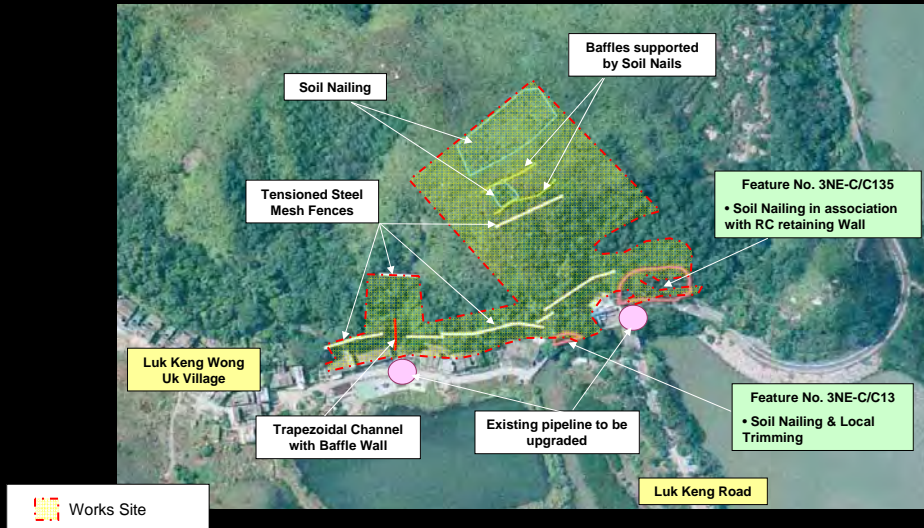 Baffles supported
by Soil Nails
Soil Nailing
Tensioned Steel
Mesh Fences
Feature No. 3NE-C/C135
• Soil Nailing in association
with RC retaining Wall
Luk Keng Wong
Uk Village
Trapezoidal Channel
with Baffle Wall
Existing pipeline to be
upgraded
Feature No. 3NE-C/C13
• Soil Nailing & Local
Trimming
Luk Keng Road
Works Site